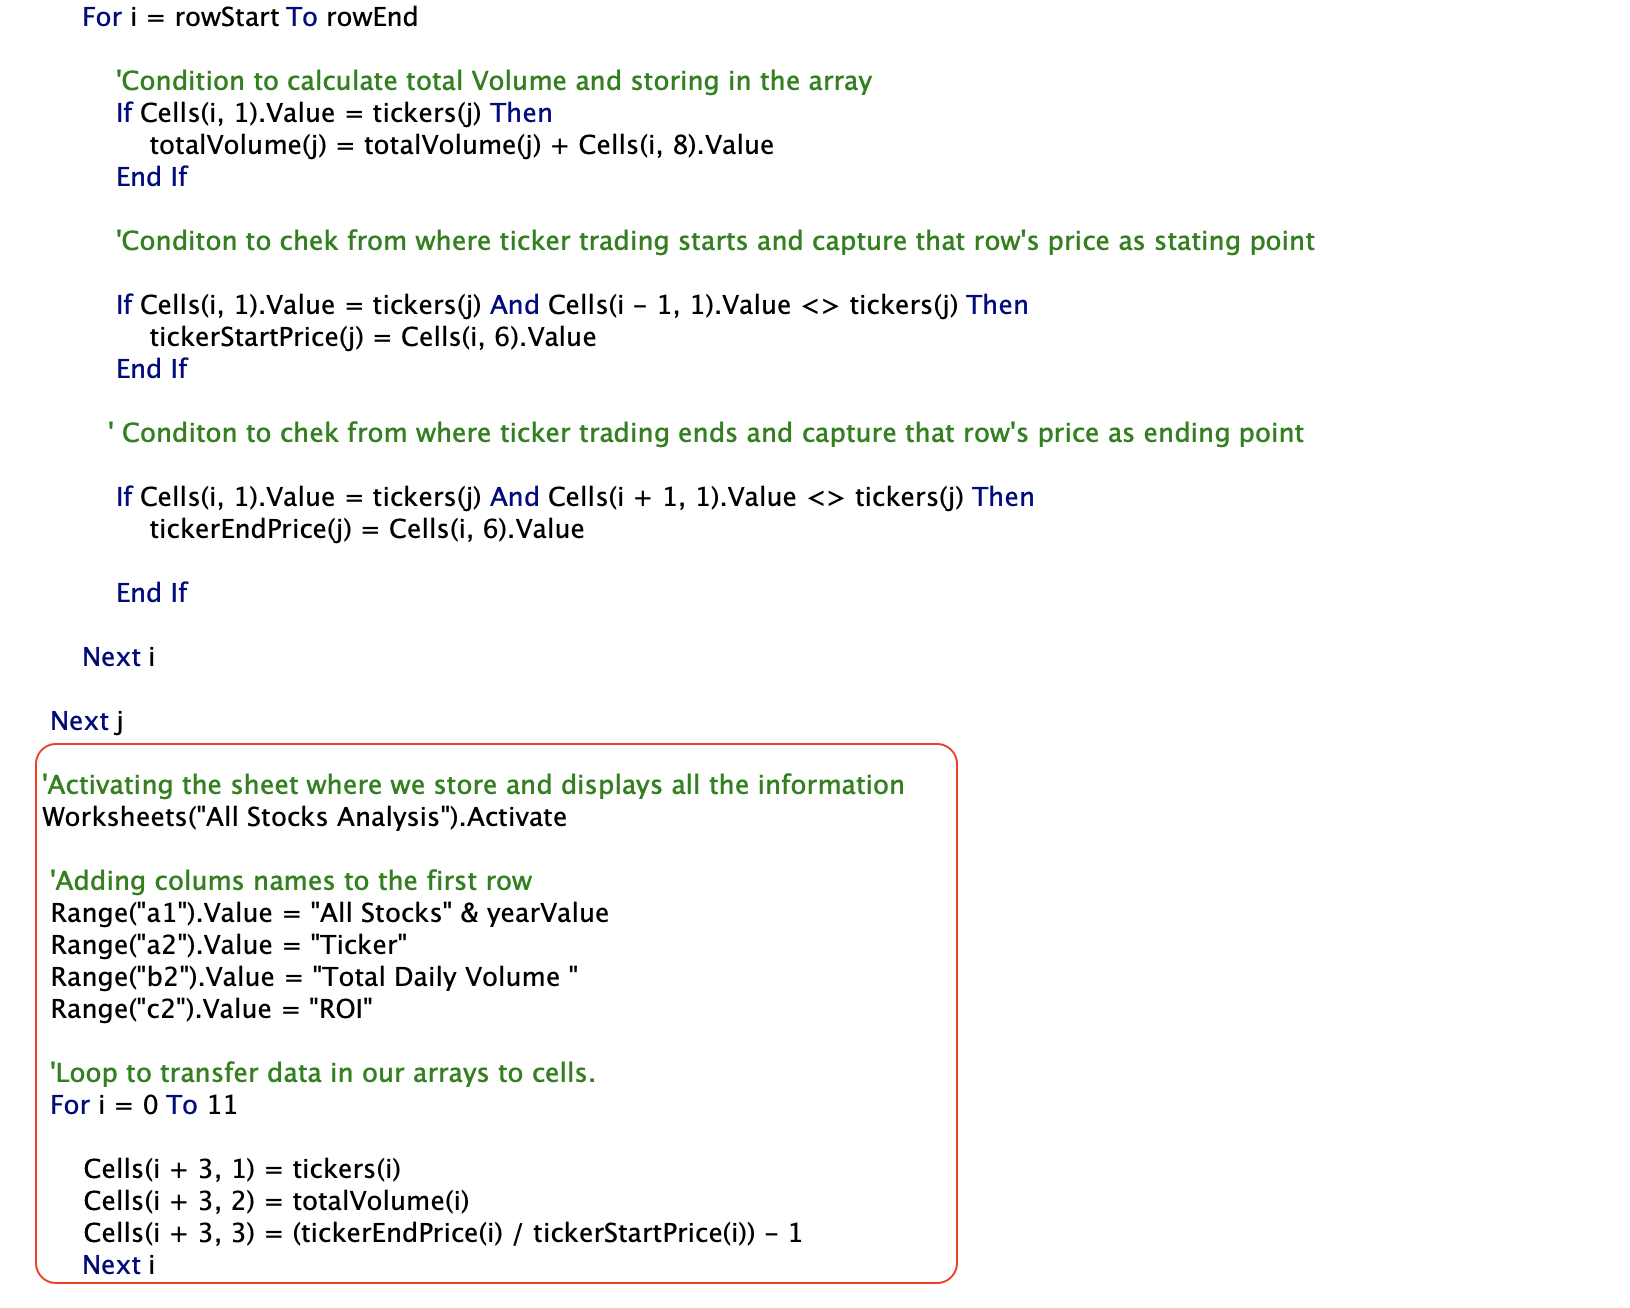 For i = rowStart To rowEnd
'Condition to calculate total Volume and storing in the array
If Cells(i, 1).Value = tickers(j) Then
totalVolume(j) = totalVolume(j) + Cells(i, 8).Value
End If
'Conditon to chek from where ticker trading starts and capture that row's price as stating point
If Cells(i, 1).Value = tickers(j) And Cells(i - 1, 1).Value <> tickers(j) Then
tickerStartPrice(j) = Cells(i, 6).Value
End If
' Conditon to chek from where ticker trading ends and capture that row's price as ending point
If Cells(i, 1).Value = tickers(j) And Cells(i + 1, 1).Value <> tickers(j) Then
tickerEndPrice(j) = Cells(i, 6).Value
End If
Next i
Next j
'Activating the sheet where we store and displays all the information
Worksheets("All Stocks Analysis").Activate
'Adding colums names to the first row
Range("a1").Value = "All Stocks" & yearValue
Range("a2").Value = "Ticker"
Range("b2").Value = "Total Daily Volume "
Range("c2").Value = "ROI"
'Loop to transfer data in our arrays to cells.
For i = 0 To 11
Cells(i + 3, 1) = tickers(i)
Cells(i + 3, 2) = totalVolume(i)
Cells(i + 3, 3) = (tickerEndPrice(i) / tickerStartPrice(i)) - 1
Next i